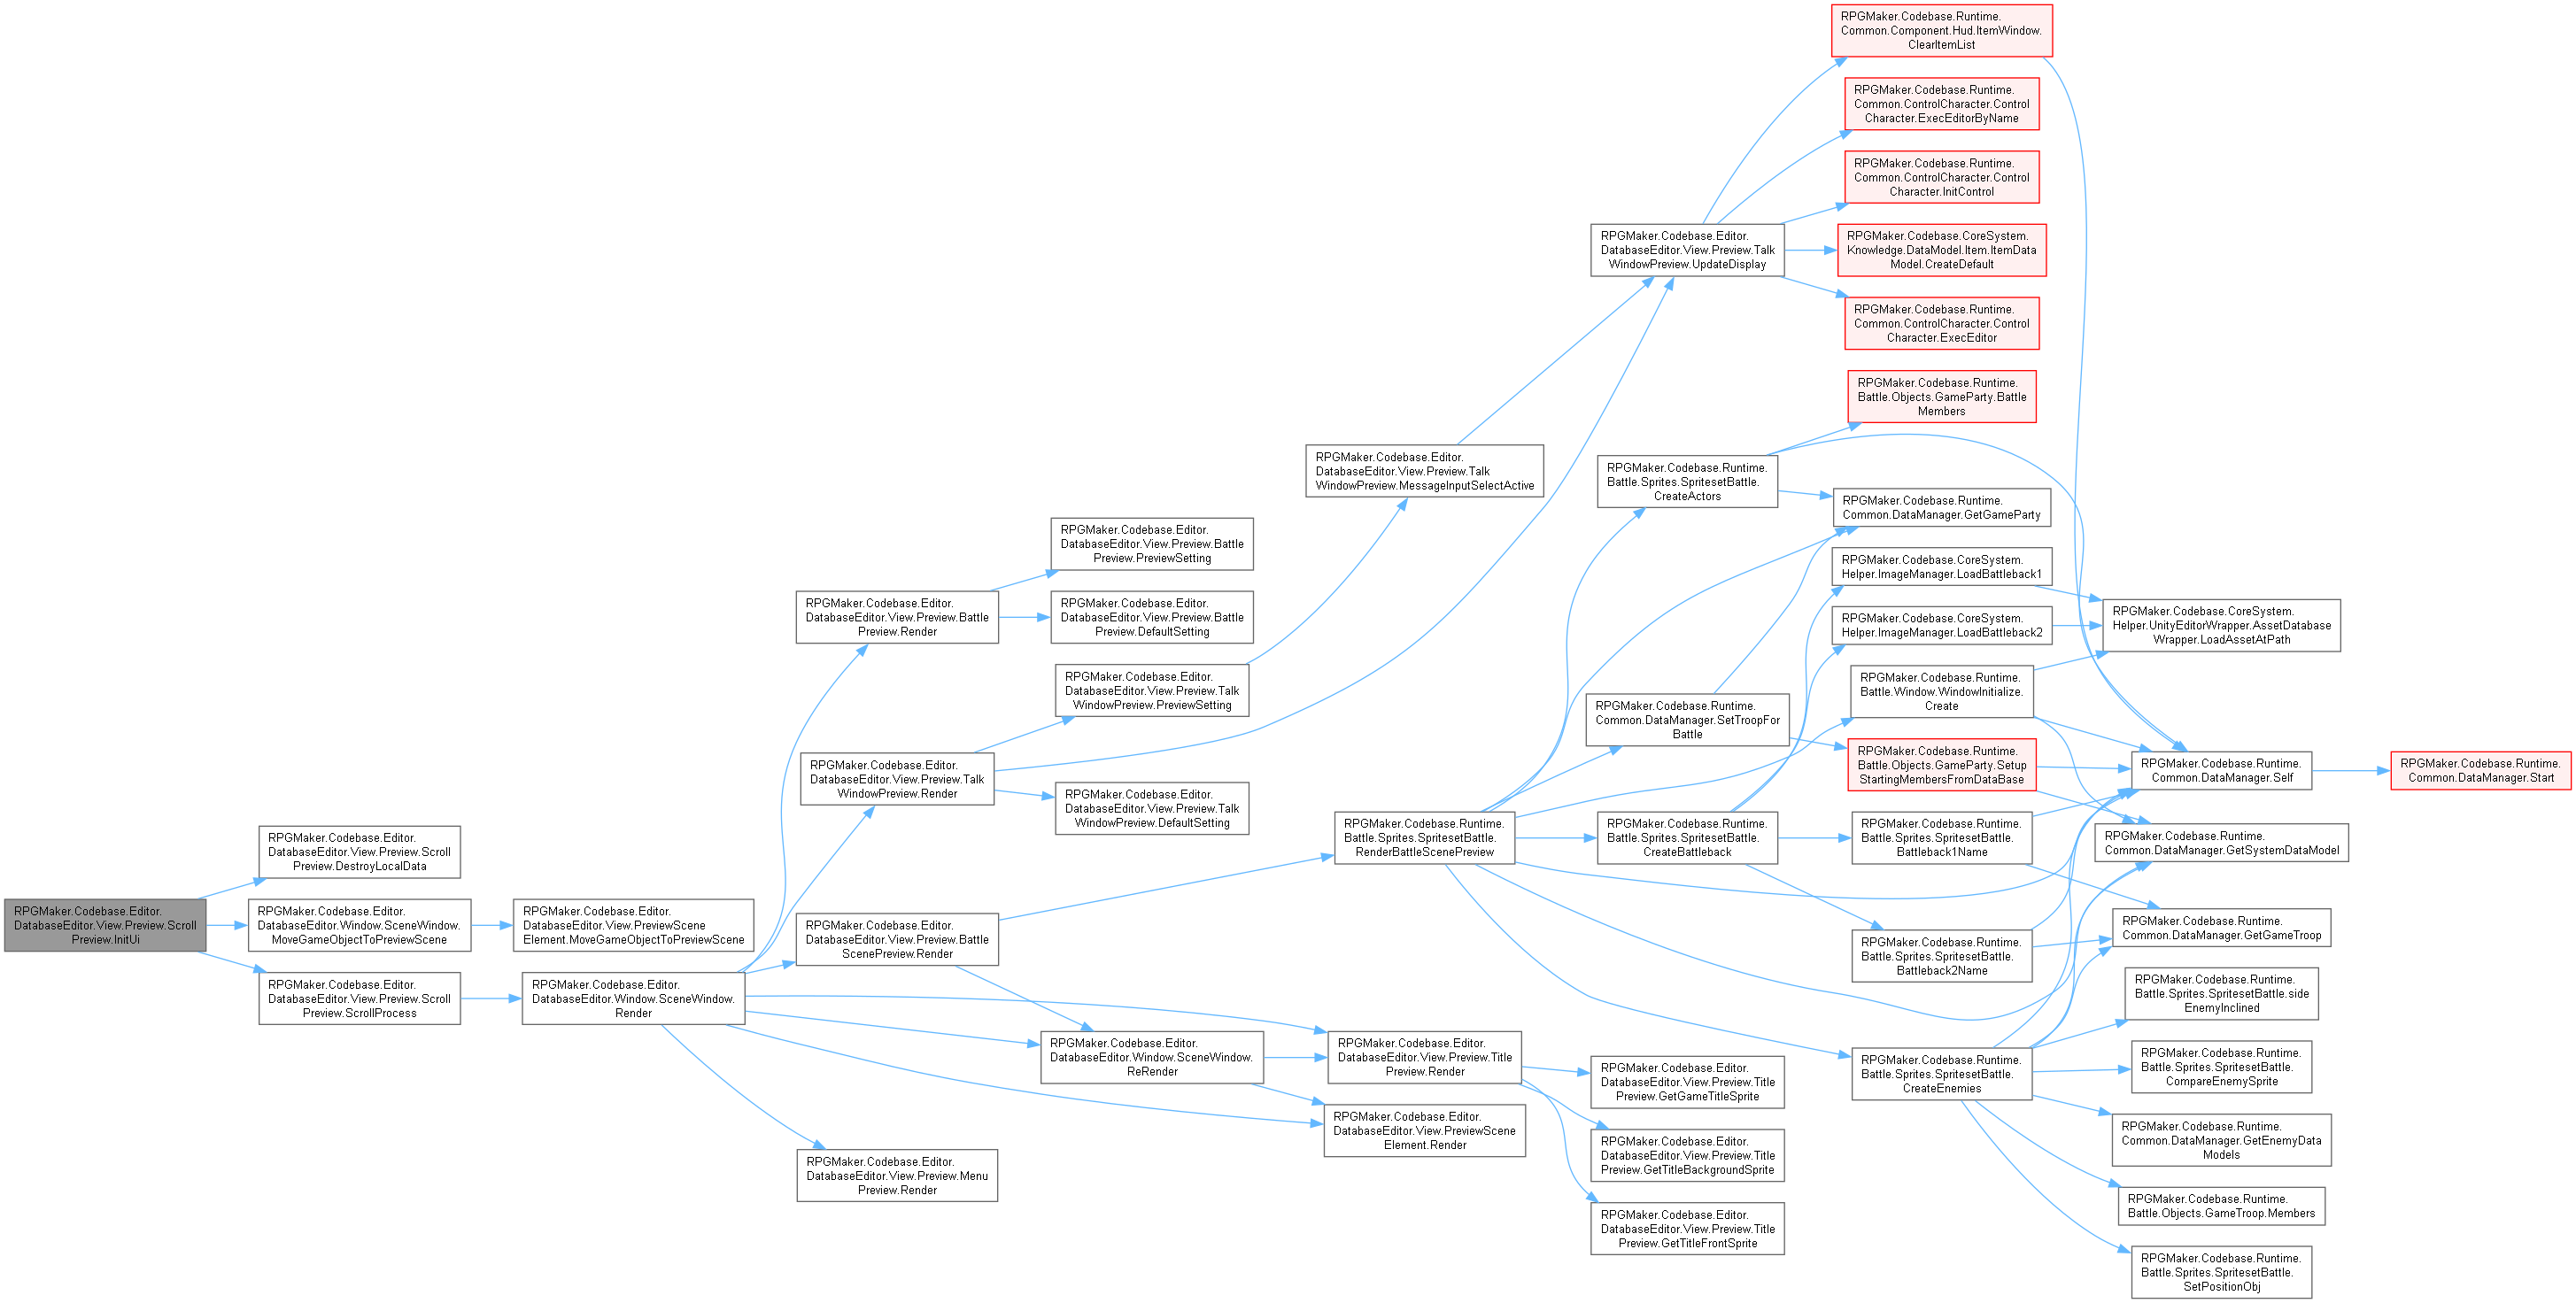 RPGMaker.Codebase.Runtime.
Common.Component.Hud.ItemWindow.
ClearItemList
RPGMaker.Codebase.Runtime.
Common.ControlCharacter.Control
Character.ExecEditorByName
RPGMaker.Codebase.Runtime.
Common.ControlCharacter.Control
Character.InitControl
RPGMaker.Codebase.Editor.
DatabaseEditor.View.Preview.Talk
WindowPreview.UpdateDisplay
RPGMaker.Codebase.CoreSystem.
Knowledge.DataModel.Item.ItemData
Model.CreateDefault
RPGMaker.Codebase.Runtime.
Common.ControlCharacter.Control
Character.ExecEditor
RPGMaker.Codebase.Runtime.
Battle.Objects.GameParty.Battle
Members
RPGMaker.Codebase.Editor.
DatabaseEditor.View.Preview.Talk
WindowPreview.MessageInputSelectActive
RPGMaker.Codebase.Runtime.
Battle.Sprites.SpritesetBattle.
CreateActors
RPGMaker.Codebase.Runtime.
Common.DataManager.GetGameParty
RPGMaker.Codebase.Editor.
DatabaseEditor.View.Preview.Battle
Preview.PreviewSetting
RPGMaker.Codebase.CoreSystem.
Helper.ImageManager.LoadBattleback1
RPGMaker.Codebase.Editor.
DatabaseEditor.View.Preview.Battle
Preview.Render
RPGMaker.Codebase.Editor.
DatabaseEditor.View.Preview.Battle
Preview.DefaultSetting
RPGMaker.Codebase.CoreSystem.
Helper.ImageManager.LoadBattleback2
RPGMaker.Codebase.CoreSystem.
Helper.UnityEditorWrapper.AssetDatabase
Wrapper.LoadAssetAtPath
RPGMaker.Codebase.Editor.
DatabaseEditor.View.Preview.Talk
WindowPreview.PreviewSetting
RPGMaker.Codebase.Runtime.
Battle.Window.WindowInitialize.
Create
RPGMaker.Codebase.Runtime.
Common.DataManager.SetTroopFor
Battle
RPGMaker.Codebase.Editor.
DatabaseEditor.View.Preview.Talk
WindowPreview.Render
RPGMaker.Codebase.Runtime.
Battle.Objects.GameParty.Setup
StartingMembersFromDataBase
RPGMaker.Codebase.Runtime.
Common.DataManager.Self
RPGMaker.Codebase.Runtime.
Common.DataManager.Start
RPGMaker.Codebase.Editor.
DatabaseEditor.View.Preview.Talk
WindowPreview.DefaultSetting
RPGMaker.Codebase.Editor.
DatabaseEditor.View.Preview.Scroll
Preview.DestroyLocalData
RPGMaker.Codebase.Runtime.
Battle.Sprites.SpritesetBattle.
RenderBattleScenePreview
RPGMaker.Codebase.Runtime.
Battle.Sprites.SpritesetBattle.
CreateBattleback
RPGMaker.Codebase.Runtime.
Battle.Sprites.SpritesetBattle.
Battleback1Name
RPGMaker.Codebase.Runtime.
Common.DataManager.GetSystemDataModel
RPGMaker.Codebase.Editor.
DatabaseEditor.View.Preview.Scroll
Preview.InitUi
RPGMaker.Codebase.Editor.
DatabaseEditor.Window.SceneWindow.
MoveGameObjectToPreviewScene
RPGMaker.Codebase.Editor.
DatabaseEditor.View.PreviewScene
Element.MoveGameObjectToPreviewScene
RPGMaker.Codebase.Editor.
DatabaseEditor.View.Preview.Battle
ScenePreview.Render
RPGMaker.Codebase.Runtime.
Battle.Sprites.SpritesetBattle.
Battleback2Name
RPGMaker.Codebase.Runtime.
Common.DataManager.GetGameTroop
RPGMaker.Codebase.Editor.
DatabaseEditor.View.Preview.Scroll
Preview.ScrollProcess
RPGMaker.Codebase.Editor.
DatabaseEditor.Window.SceneWindow.
Render
RPGMaker.Codebase.Runtime.
Battle.Sprites.SpritesetBattle.side
EnemyInclined
RPGMaker.Codebase.Editor.
DatabaseEditor.Window.SceneWindow.
ReRender
RPGMaker.Codebase.Editor.
DatabaseEditor.View.Preview.Title
Preview.Render
RPGMaker.Codebase.Runtime.
Battle.Sprites.SpritesetBattle.
CreateEnemies
RPGMaker.Codebase.Runtime.
Battle.Sprites.SpritesetBattle.
CompareEnemySprite
RPGMaker.Codebase.Editor.
DatabaseEditor.View.Preview.Title
Preview.GetGameTitleSprite
RPGMaker.Codebase.Editor.
DatabaseEditor.View.PreviewScene
Element.Render
RPGMaker.Codebase.Runtime.
Common.DataManager.GetEnemyData
Models
RPGMaker.Codebase.Editor.
DatabaseEditor.View.Preview.Title
Preview.GetTitleBackgroundSprite
RPGMaker.Codebase.Editor.
DatabaseEditor.View.Preview.Menu
Preview.Render
RPGMaker.Codebase.Runtime.
Battle.Objects.GameTroop.Members
RPGMaker.Codebase.Editor.
DatabaseEditor.View.Preview.Title
Preview.GetTitleFrontSprite
RPGMaker.Codebase.Runtime.
Battle.Sprites.SpritesetBattle.
SetPositionObj